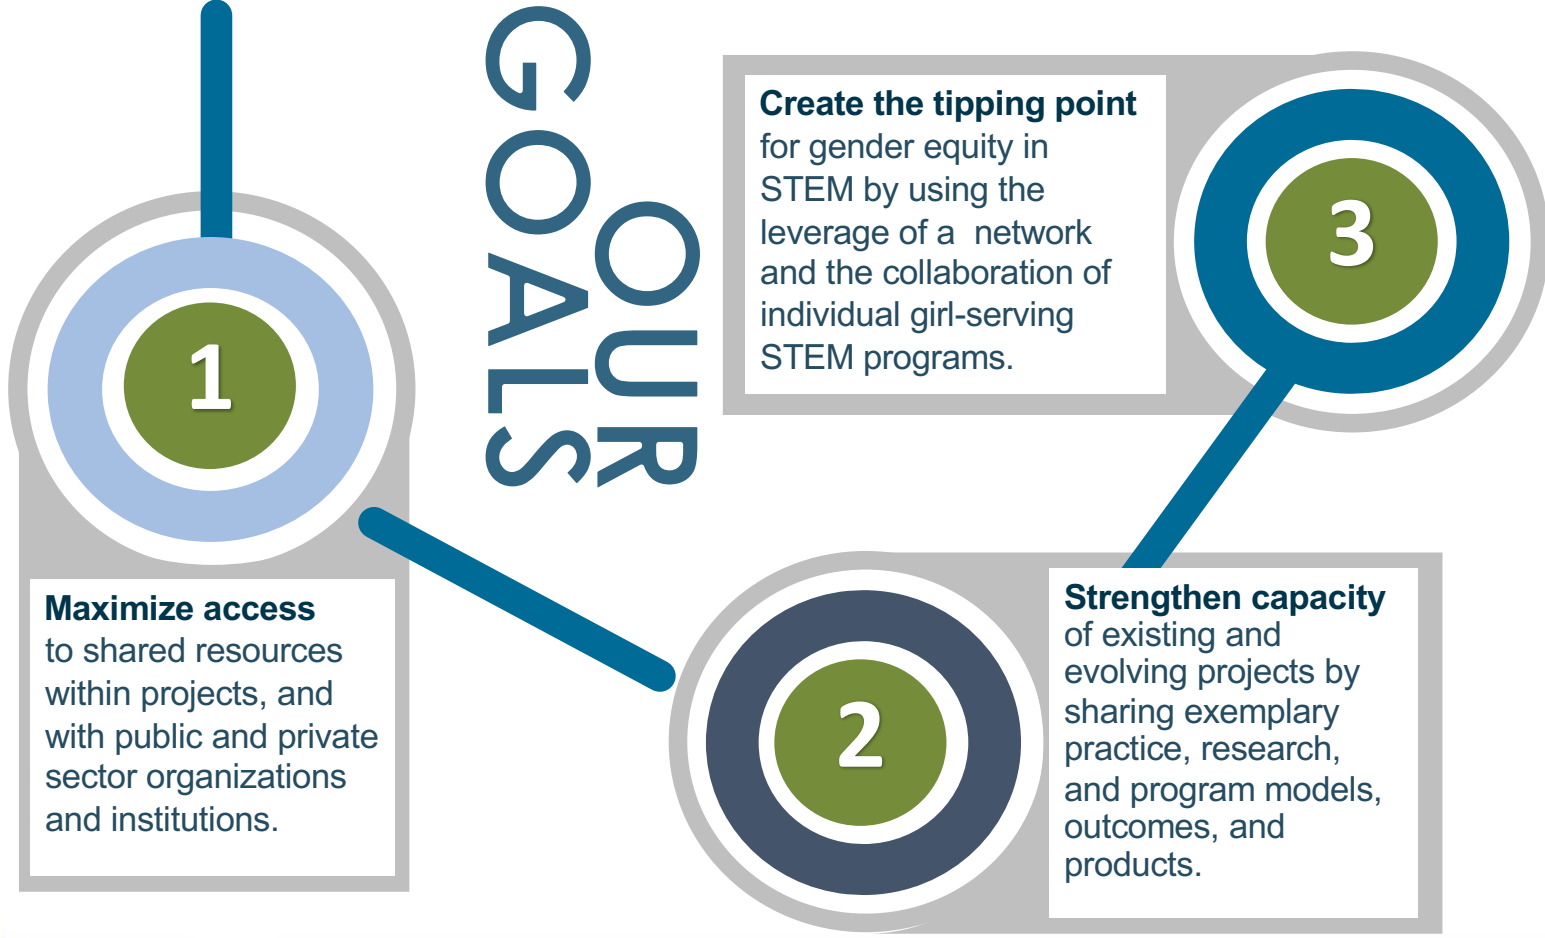 OUR
GOALS
1
Maximize access
to shared resources
within projects, and
with public and private
sector organizations
and institutions.
2
Strengthen capacity
of existing and
evolving projects by
sharing exemplary
practice, research,
and program models,
outcomes, and
products.
3
Create the tipping point
for gender equity in
STEM by using the
leverage of a  network
and the collaboration of
individual girl-serving
STEM programs.